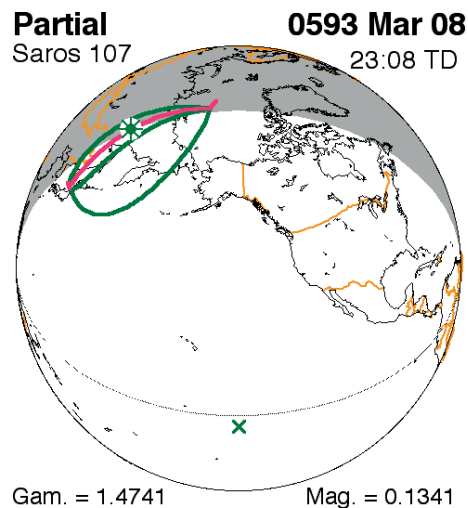 Partial 0593 Mar 08
Saros 107 23:08 TD
Gam. = 1.4741 Mag. = 0.1341